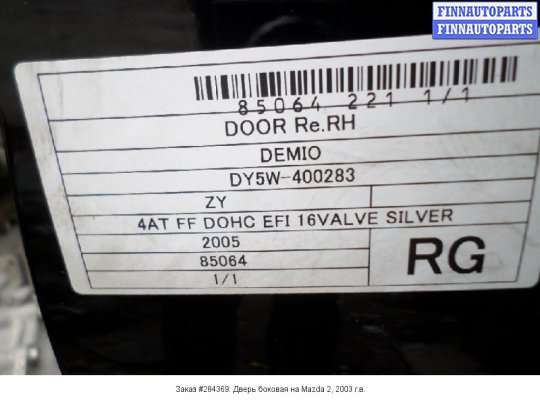 FINNAUTOPARTS
FINNAUTOPARTS
85064 221 1/1
DOOR Re.RH
DEMIO
DY5W-400283
ZY
4AT FF DOHC EFI 16VALVE SILVER
2005
85064
1/1
RG
Заказ #284369. Дверь боковая на Mazda 2, 2003 г.в.